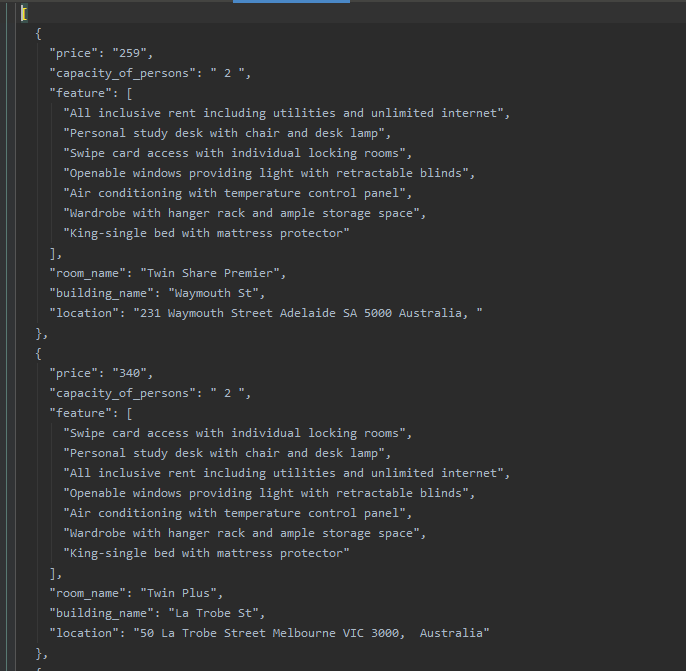 [
{
"price": "259",
"capacity_of_persons": " 2 ",
"feature": [
"All inclusive rent including utilities and unlimited internet",
"Personal study desk with chair and desk lamp",
"Swipe card access with individual locking rooms",
"Openable windows providing light with retractable blinds",
"Air conditioning with temperature control panel",
"Wardrobe with hanger rack and ample storage space",
"King-single bed with mattress protector"
],
"room_name": "Twin Share Premier",
"building_name": "Waymouth St",
"location": "231 Waymouth Street Adelaide SA 5000 Australia, "
},
{
"price": "340",
"capacity_of_persons": " 2 ",
"feature": [
"Swipe card access with individual locking rooms",
"Personal study desk with chair and desk lamp",
"All inclusive rent including utilities and unlimited internet",
"Openable windows providing light with retractable blinds",
"Air conditioning with temperature control panel",
"Wardrobe with hanger rack and ample storage space",
"King-single bed with mattress protector"
],
"room_name": "Twin Plus",
"building_name": "La Trobe St",
"location": "50 La Trobe Street Melbourne VIC 3000,  Australia"
},